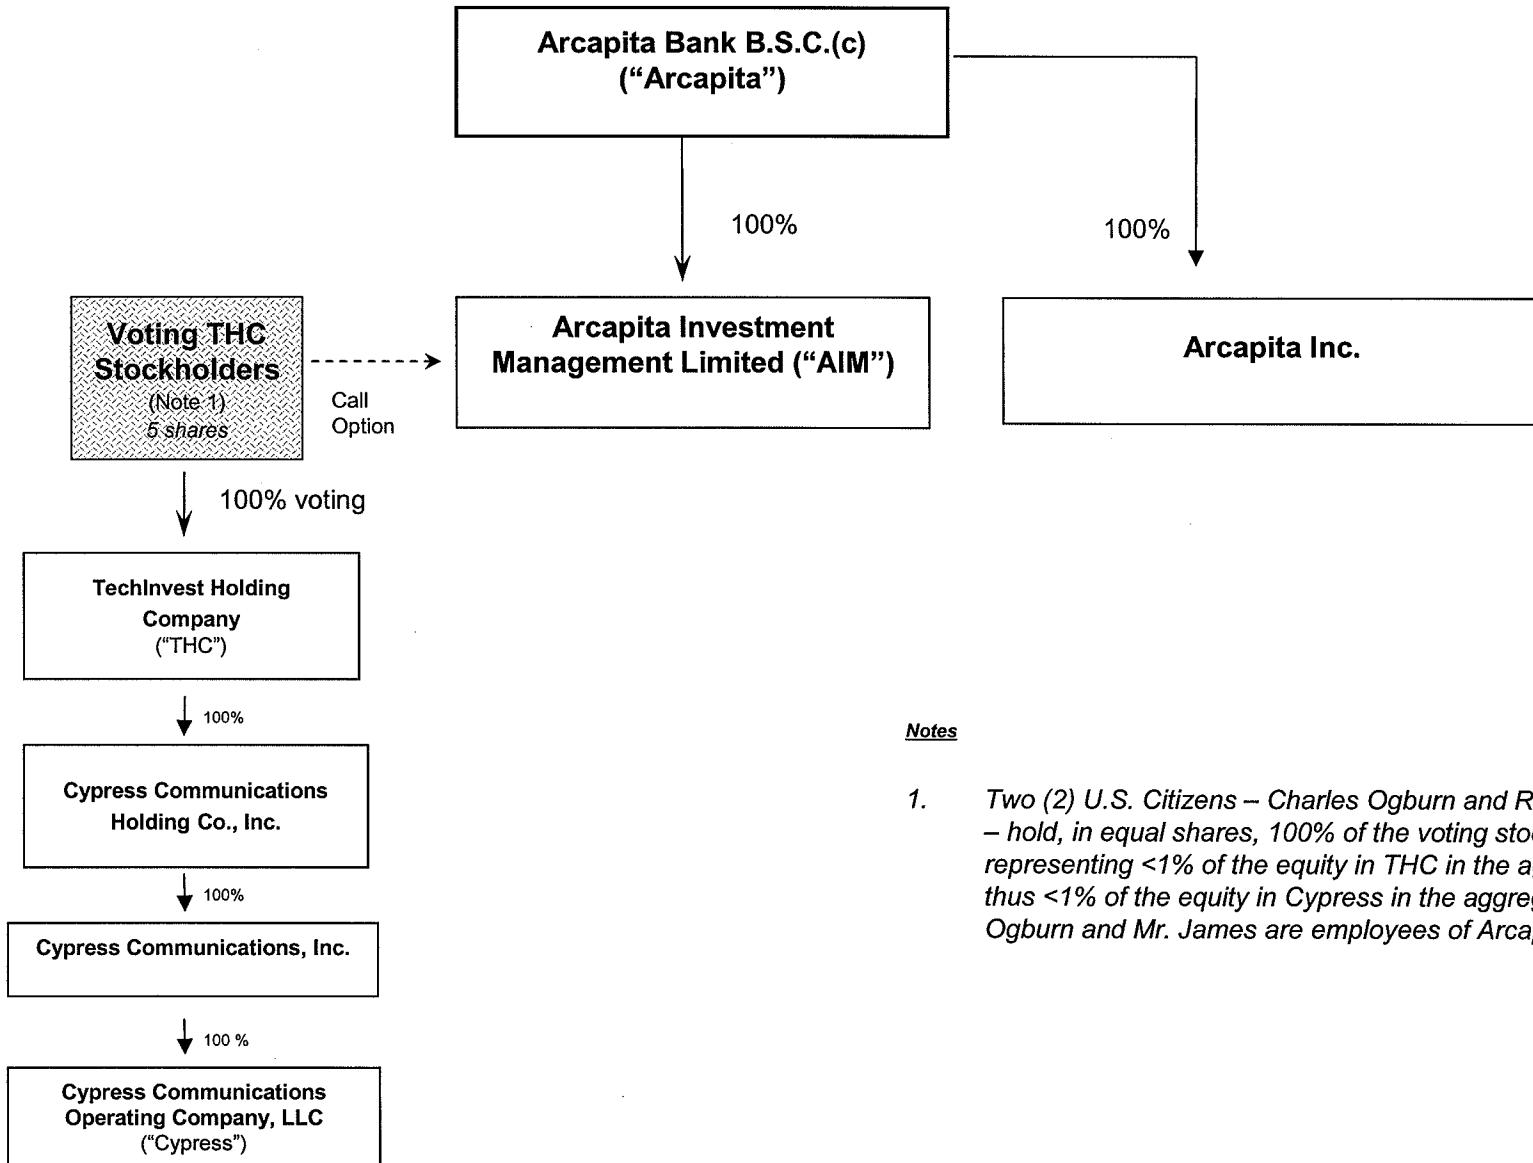 Arcapita Bank B.S.C.(c)
(“Arcapita”)
100%
100%
Voting THC
Stockholders
(Note 1)
5 shares
Call
Option
Arcapita Investment
Management Limited (“AIM”)
Arcapita Inc.
100% voting
TechInvest Holding
Company
(“THC”)
100%
Cypress Communications
Holding Co., Inc.
100%
Cypress Communications, Inc.
100 %
Cypress Communications
Operating Company, LLC
(“Cypress”)
Notes
1. Two (2) U.S. Citizens – Charles Ogburn and
– hold, in equal shares, 100% of the voting
representing <1% of the equity in THC in the
thus <1% of the equity in Cypress in the
Ogburn and Mr. James are employees of